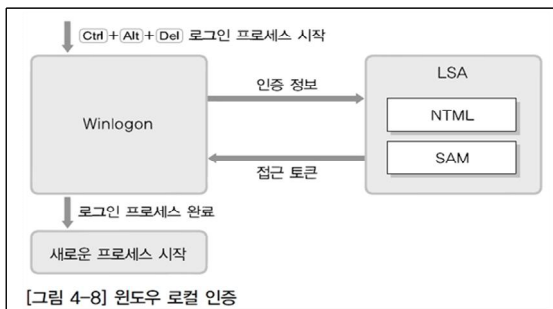 Ctrl + Alt + Del 로그인 프로세스 시작
Winlogon
인증 정보
접근 토큰
LSA
NTML
SAM
로그인 프로세스 완료
새로운 프로세스 시작
[그림 4-8] 윈도우 로컬 인증